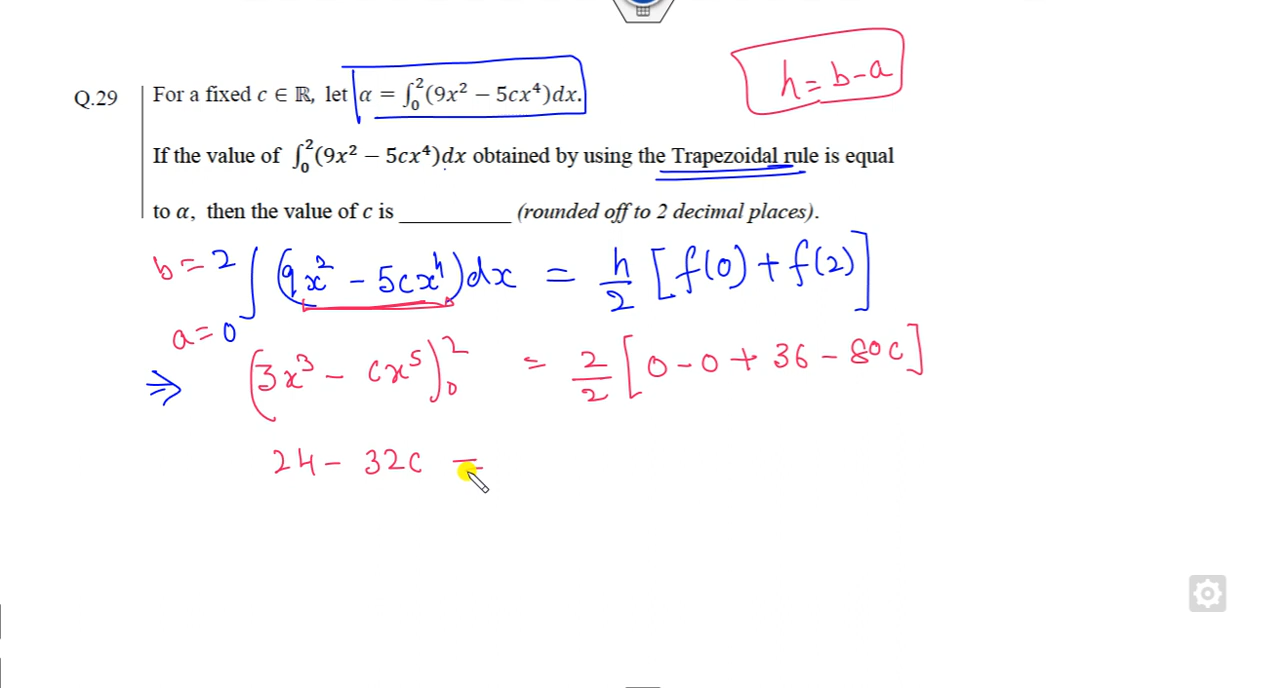 h = b-a
Q.29 For a fixed c ∈ ℝ, let α = ∫₀²(9x² − 5cx⁴)dx.
If the value of ∫₀²(9x² − 5cx⁴)dx obtained by using the Trapezoidal rule is equal
to α, then the value of c is __________ (rounded off to 2 decimal places).
b = 2 ∫ (9x² - 5cx⁴)dx = h/2 [f(0) + f(2)]
a = 0
⇒ (3x³ - cx⁵)₀² = 2/2 [0-0+36-80c]
24 - 32c =